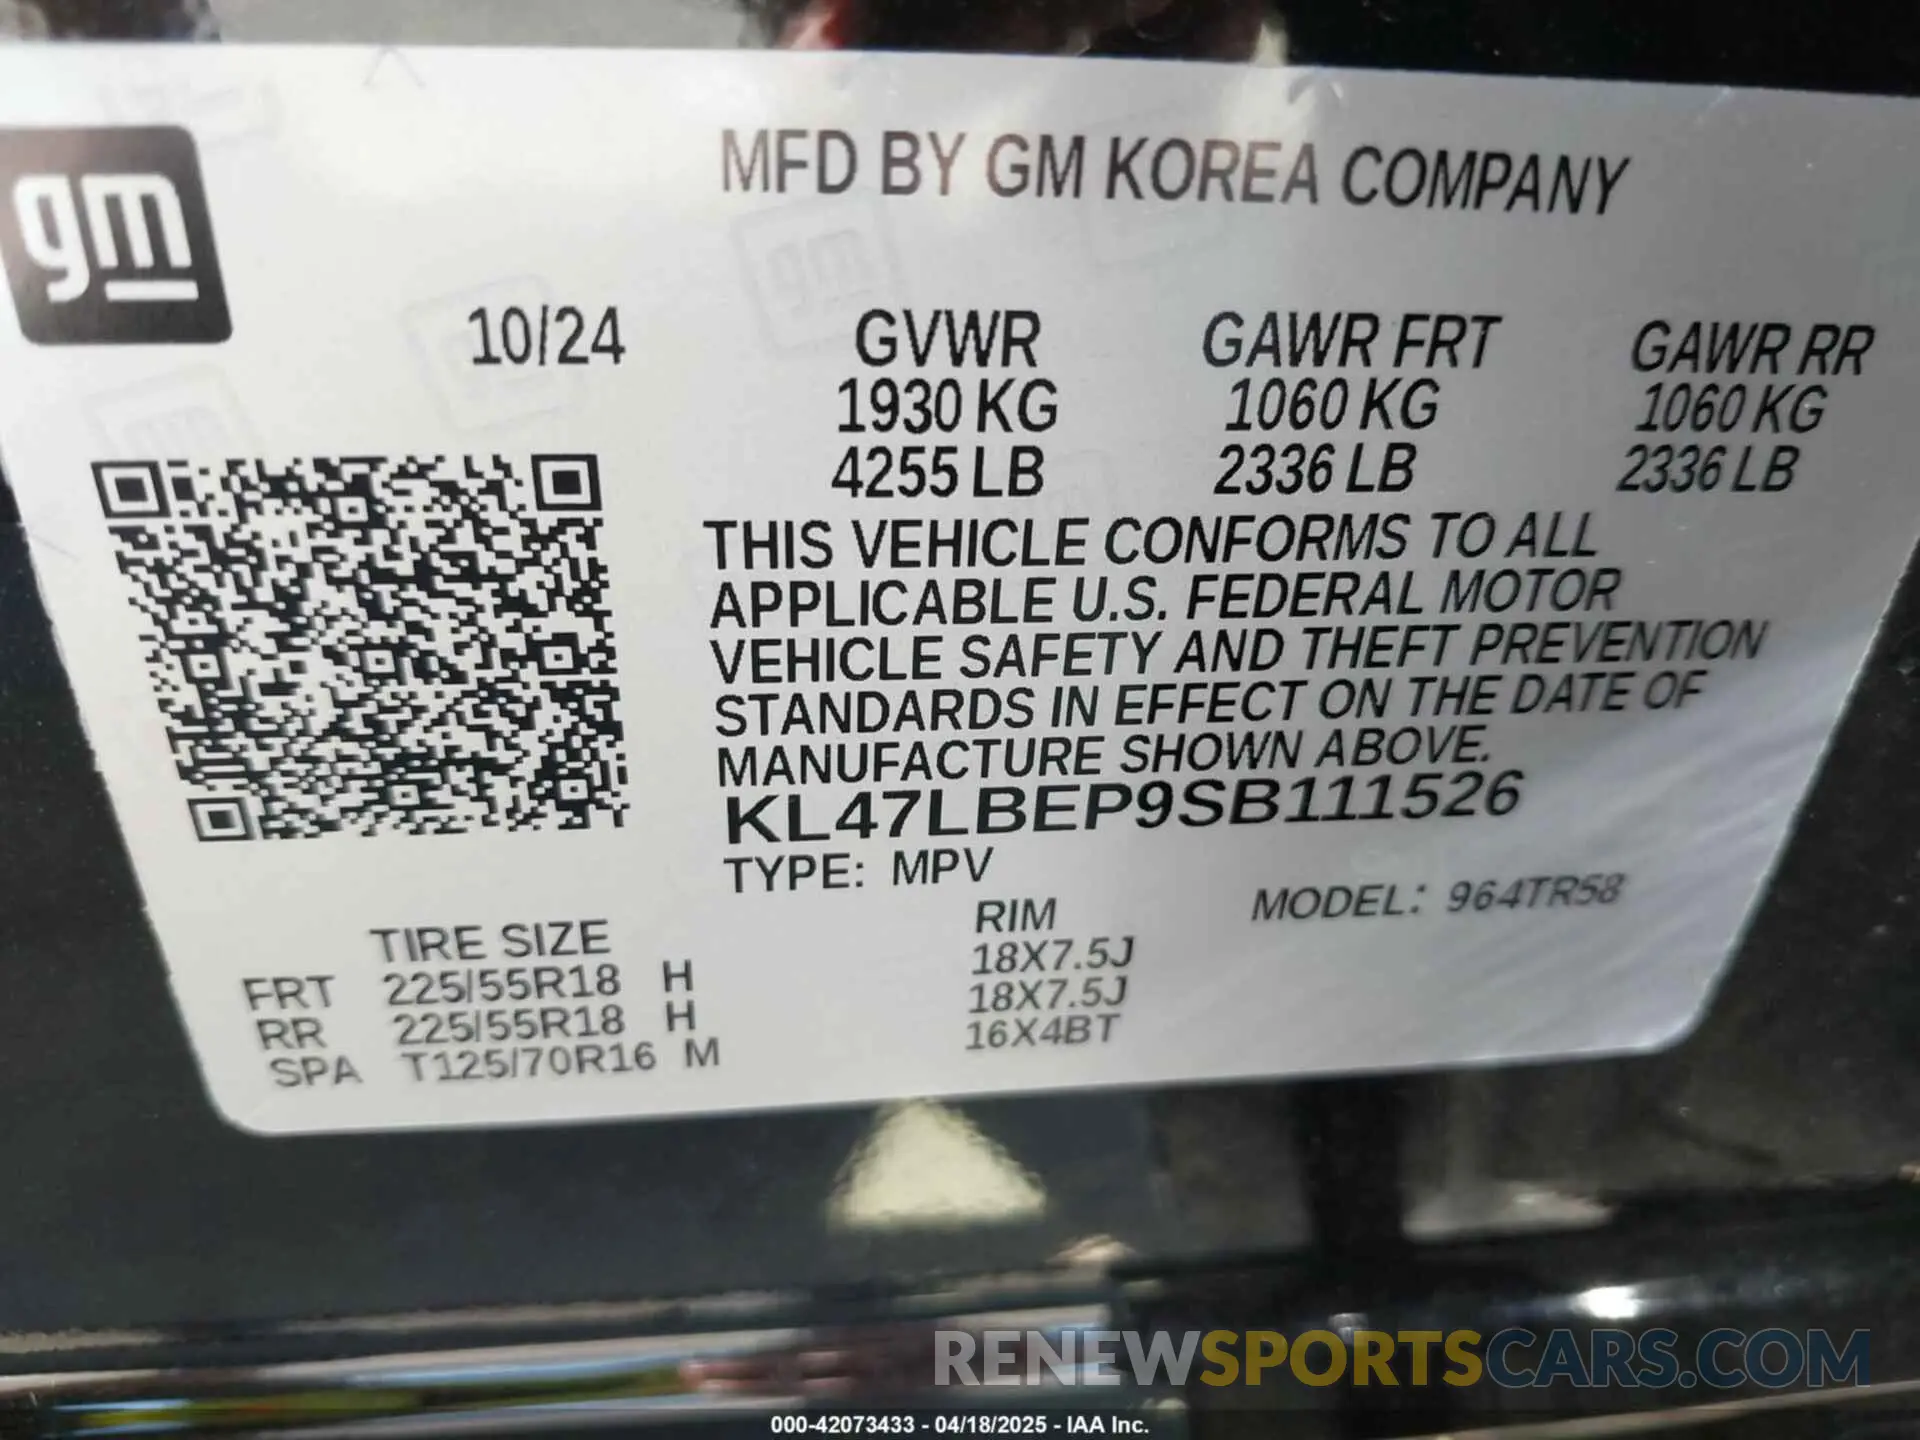 gm
MFD BY GM KOREA COMPANY
10/24 GVWR GAWR FRT GAWR RR
1930 KG 1060 KG 1060 KG
4255 LB 2336 LB 2336 LB
THIS VEHICLE CONFORMS TO ALL
APPLICABLE U.S. FEDERAL MOTOR
VEHICLE SAFETY AND THEFT PREVENTION
STANDARDS IN EFFECT ON THE DATE OF
MANUFACTURE SHOWN ABOVE.
KL47LBEP9SB111526
TYPE: MPV MODEL: 964TR58
TIRE SIZE RIM
FRT 225/55R18 H 18X7.5J
RR 225/55R18 H 18X7.5J
SPA T125/70R16 M 16X4BT
RENEWSPORTSCARS.COM
000-42073433 - 04/18/2025 - IAA Inc.